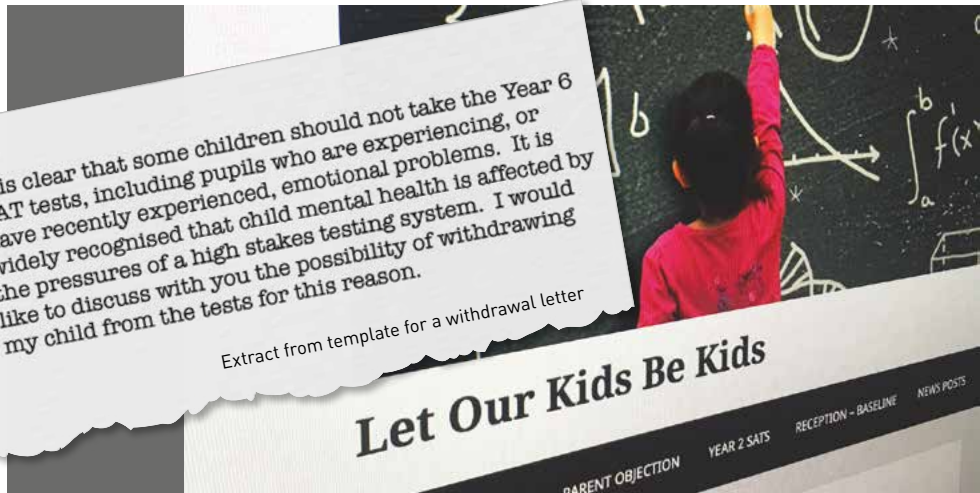 is clear that some children should not take the Year 6
AT tests, including pupils who are experiencing, or
ave recently experienced, emotional problems. It is
widely recognised that child mental health is affected by
the pressures of a high stakes testing system. I would
like to discuss with you the possibility of withdrawing
my child from the tests for this reason.
Extract from template for a withdrawal letter
b
b
∫ f(x
a
Let Our Kids Be Kids
PARENT OBJECTION
YEAR 2 SATS
RECEPTION – BASELINE
NEWS POSTS